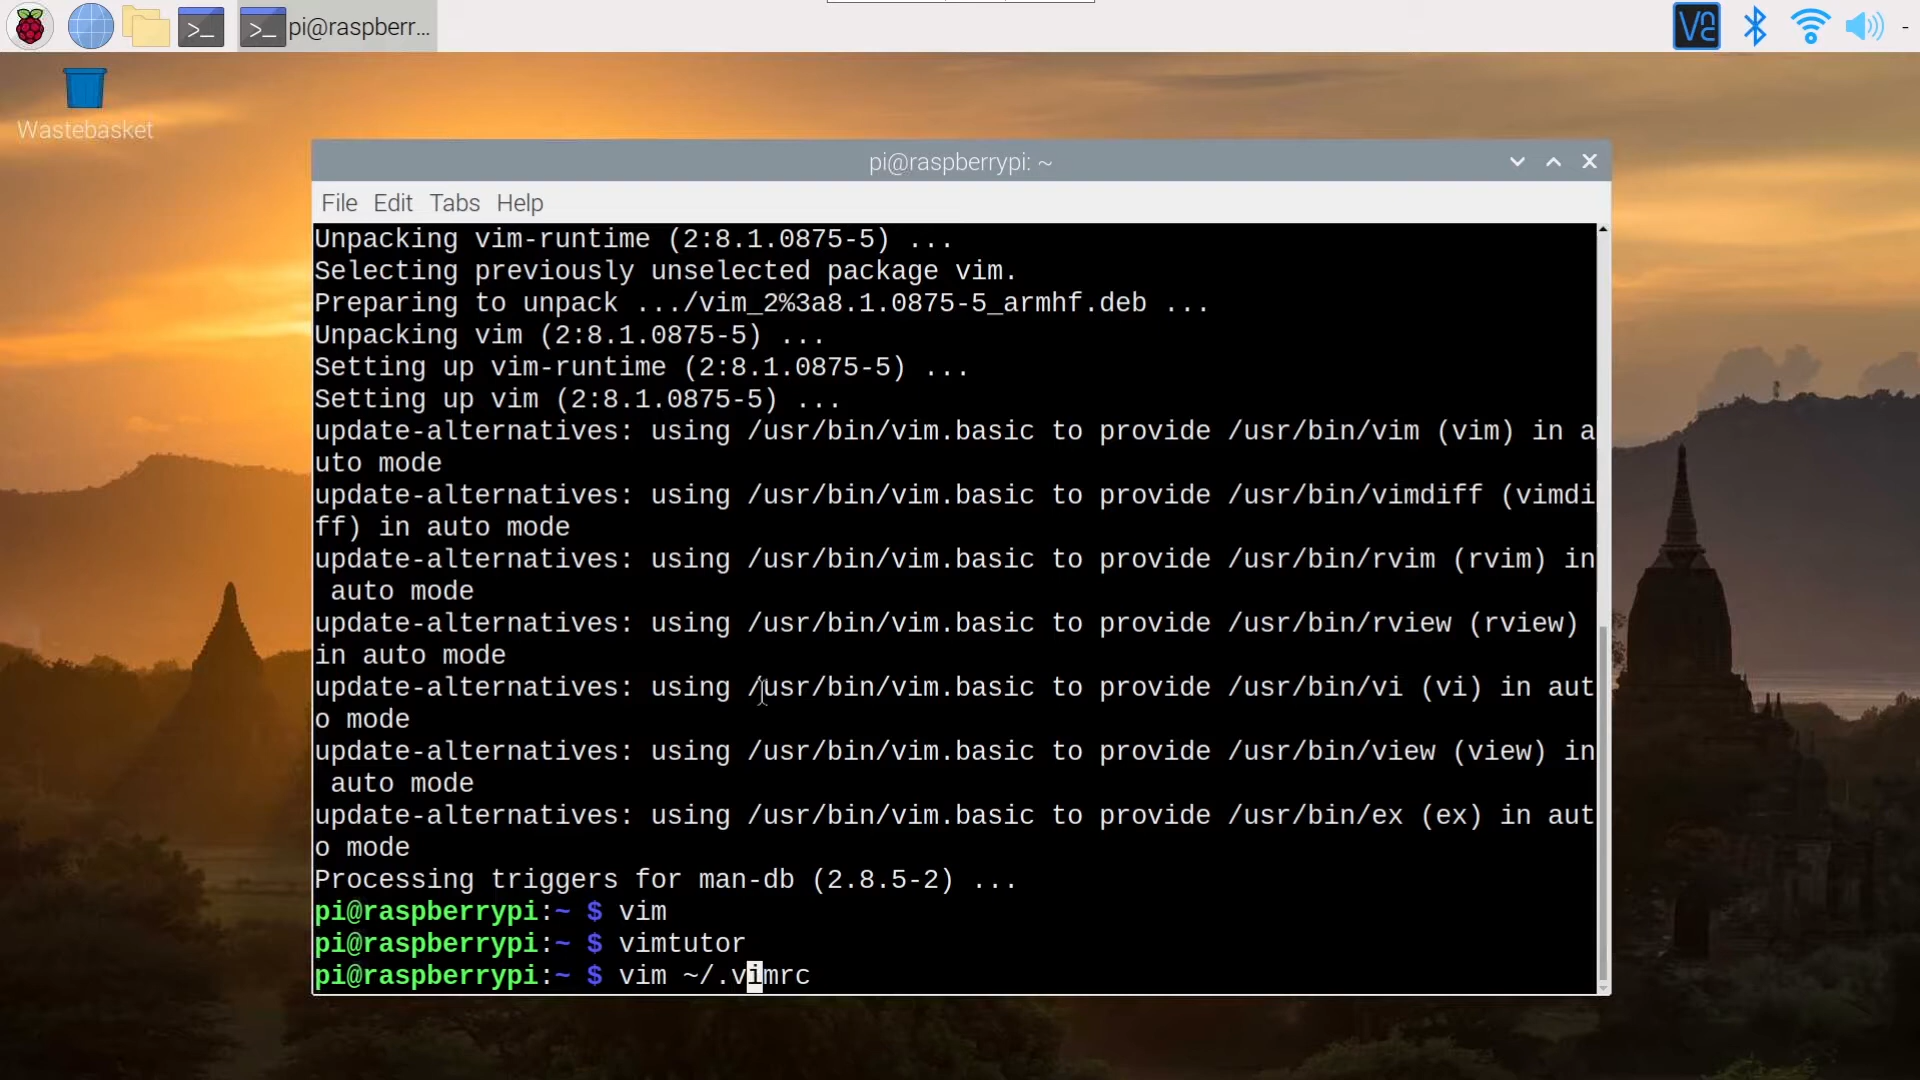 pi@raspberr...
VNC
Wastebasket
pi@raspberrypi: ~
File Edit Tabs Help
Unpacking vim-runtime (2:8.1.0875-5) ...
Selecting previously unselected package vim.
Preparing to unpack .../vim_2%3a8.1.0875-5_armhf.deb ...
Unpacking vim (2:8.1.0875-5) ...
Setting up vim-runtime (2:8.1.0875-5) ...
Setting up vim (2:8.1.0875-5) ...
update-alternatives: using /usr/bin/vim.basic to provide /usr/bin/vim (vim) in a
uto mode
update-alternatives: using /usr/bin/vim.basic to provide /usr/bin/vimdiff (vimdi
ff) in auto mode
update-alternatives: using /usr/bin/vim.basic to provide /usr/bin/rvim (rvim) in
 auto mode
update-alternatives: using /usr/bin/vim.basic to provide /usr/bin/rview (rview)
in auto mode
update-alternatives: using /usr/bin/vim.basic to provide /usr/bin/vi (vi) in aut
o mode
update-alternatives: using /usr/bin/vim.basic to provide /usr/bin/view (view) in
 auto mode
update-alternatives: using /usr/bin/vim.basic to provide /usr/bin/ex (ex) in aut
o mode
Processing triggers for man-db (2.8.5-2) ...
pi@raspberrypi:~ $ vim
pi@raspberrypi:~ $ vimtutor
pi@raspberrypi:~ $ vim ~/.vimrc